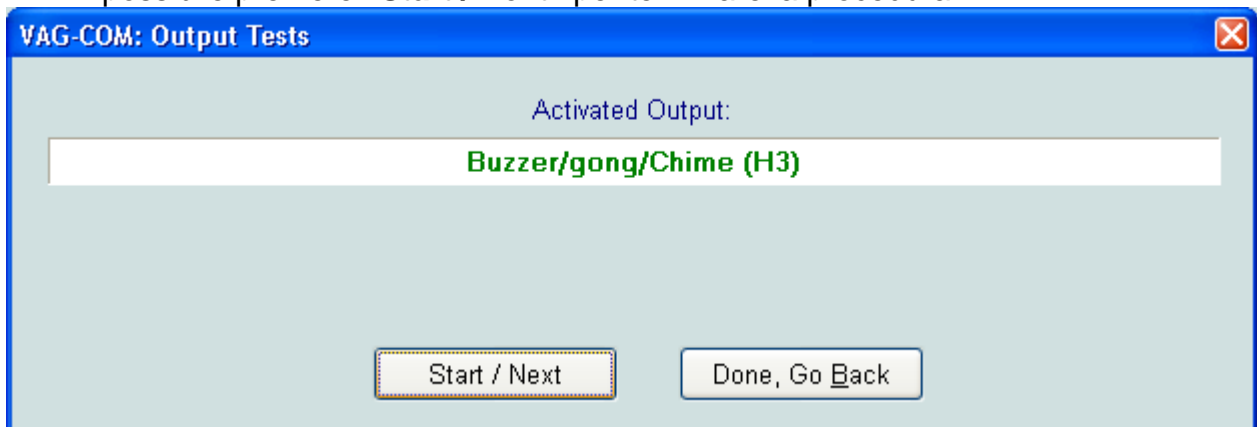 VAG-COM: Output Tests
Activated Output:
Buzzer/gong/Chime (H3)
Start / Next
Done, Go Back